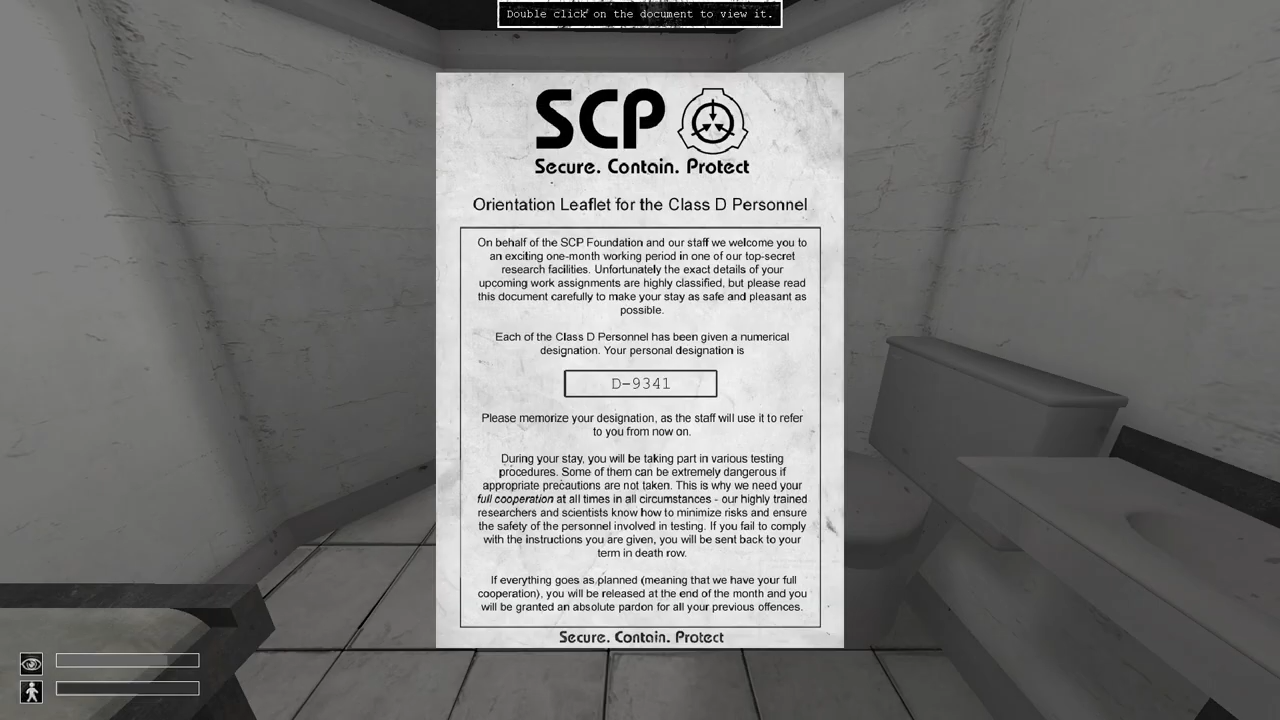 Double click on the document to view it.
SCP
Secure. Contain. Protect
Orientation Leaflet for the Class D Personnel
On behalf of the SCP Foundation and our staff we welcome you to
an exciting one-month working period in one of our top-secret
research facilities. Unfortunately the exact details of your
upcoming work assignments are highly classified, but please read
this document carefully to make your stay as safe and pleasant as
possible.
Each of the Class D Personnel has been given a numerical
designation. Your personal designation is
D-9341
Please memorize your designation, as the staff will use it to refer
to you from now on.
During your stay, you will be taking part in various testing
procedures. Some of them can be extremely dangerous if
appropriate precautions are not taken. This is why we need your
full cooperation at all times in all circumstances - our highly trained
researchers and scientists know how to minimize risks and ensure
the safety of the personnel involved in testing. If you fail to comply
with the instructions you are given, you will be sent back to your
term in death row.
If everything goes as planned (meaning that we have your full
cooperation), you will be released at the end of the month and you
will be granted an absolute pardon for all your previous offences.
Secure. Contain. Protect